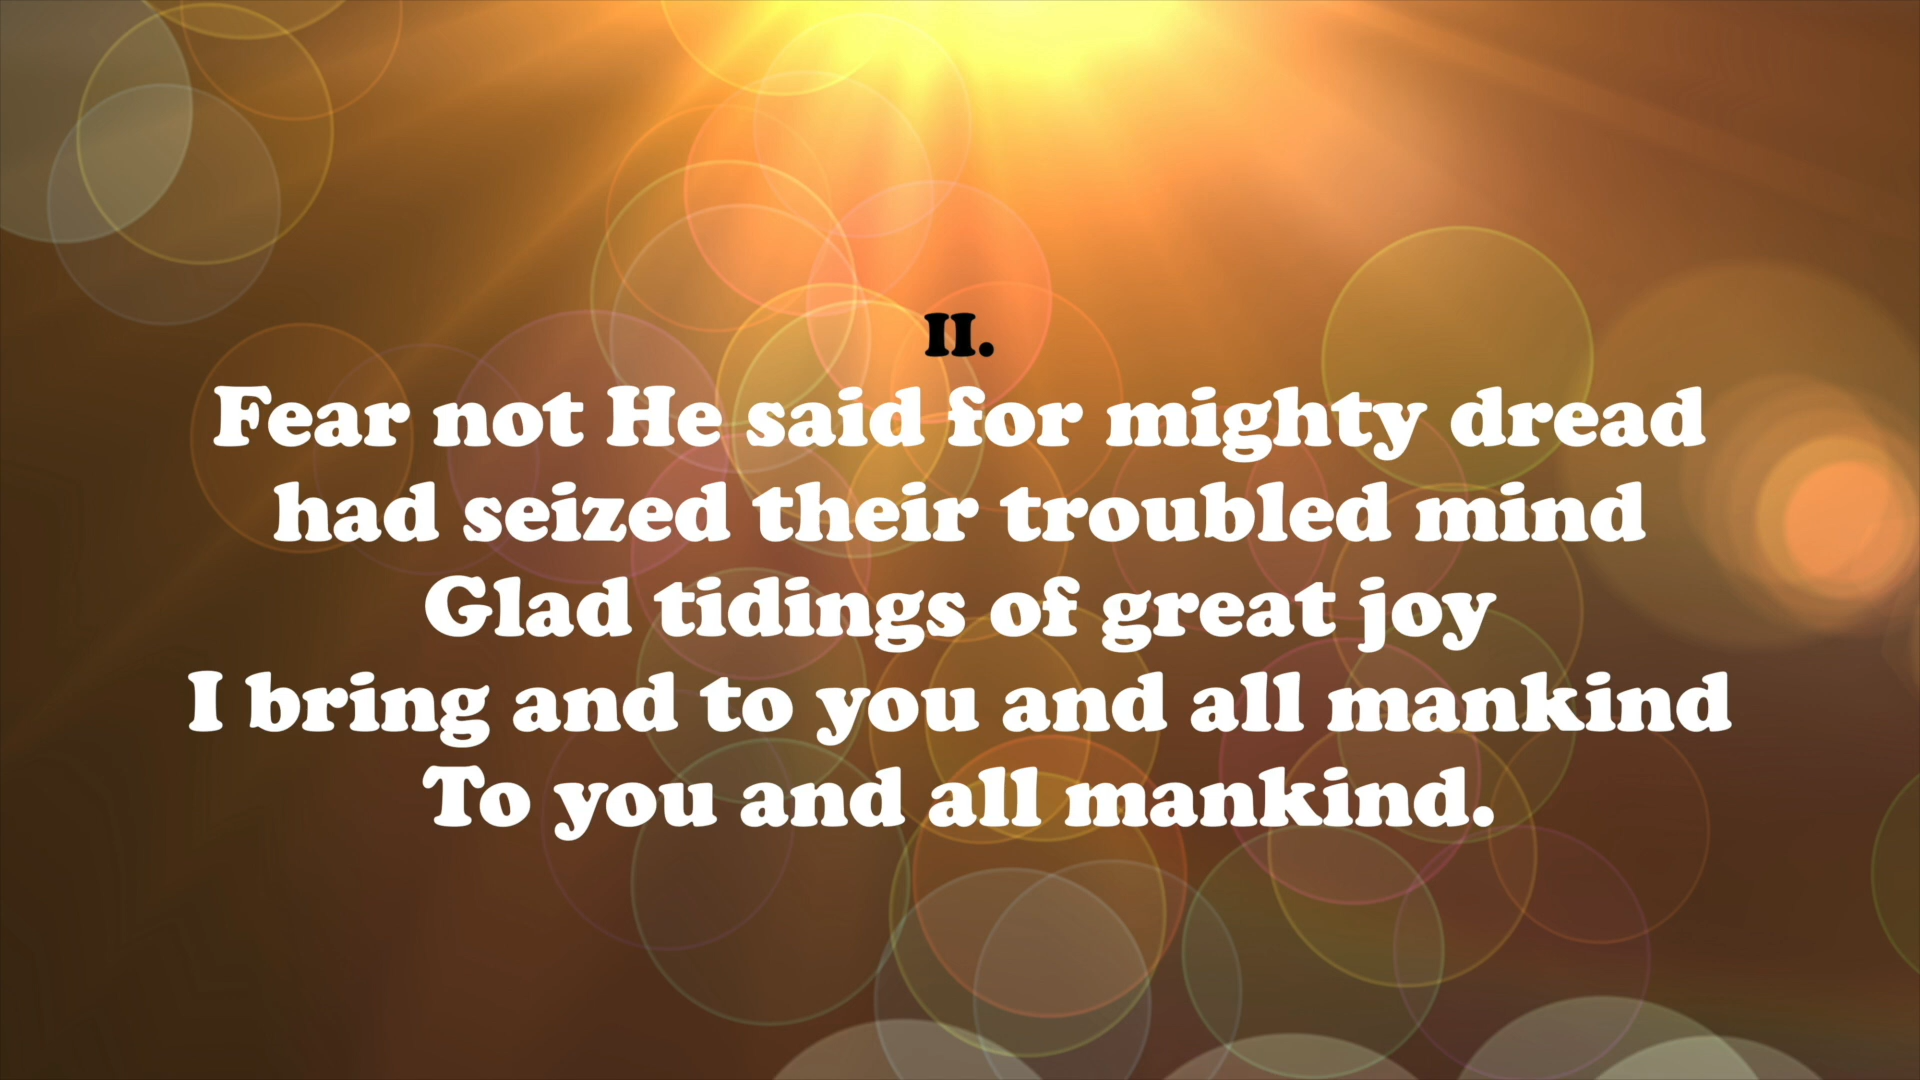 II.
Fear not He said for mighty dread
had seized their troubled mind
Glad tidings of great joy
I bring and to you and all mankind
To you and all mankind.